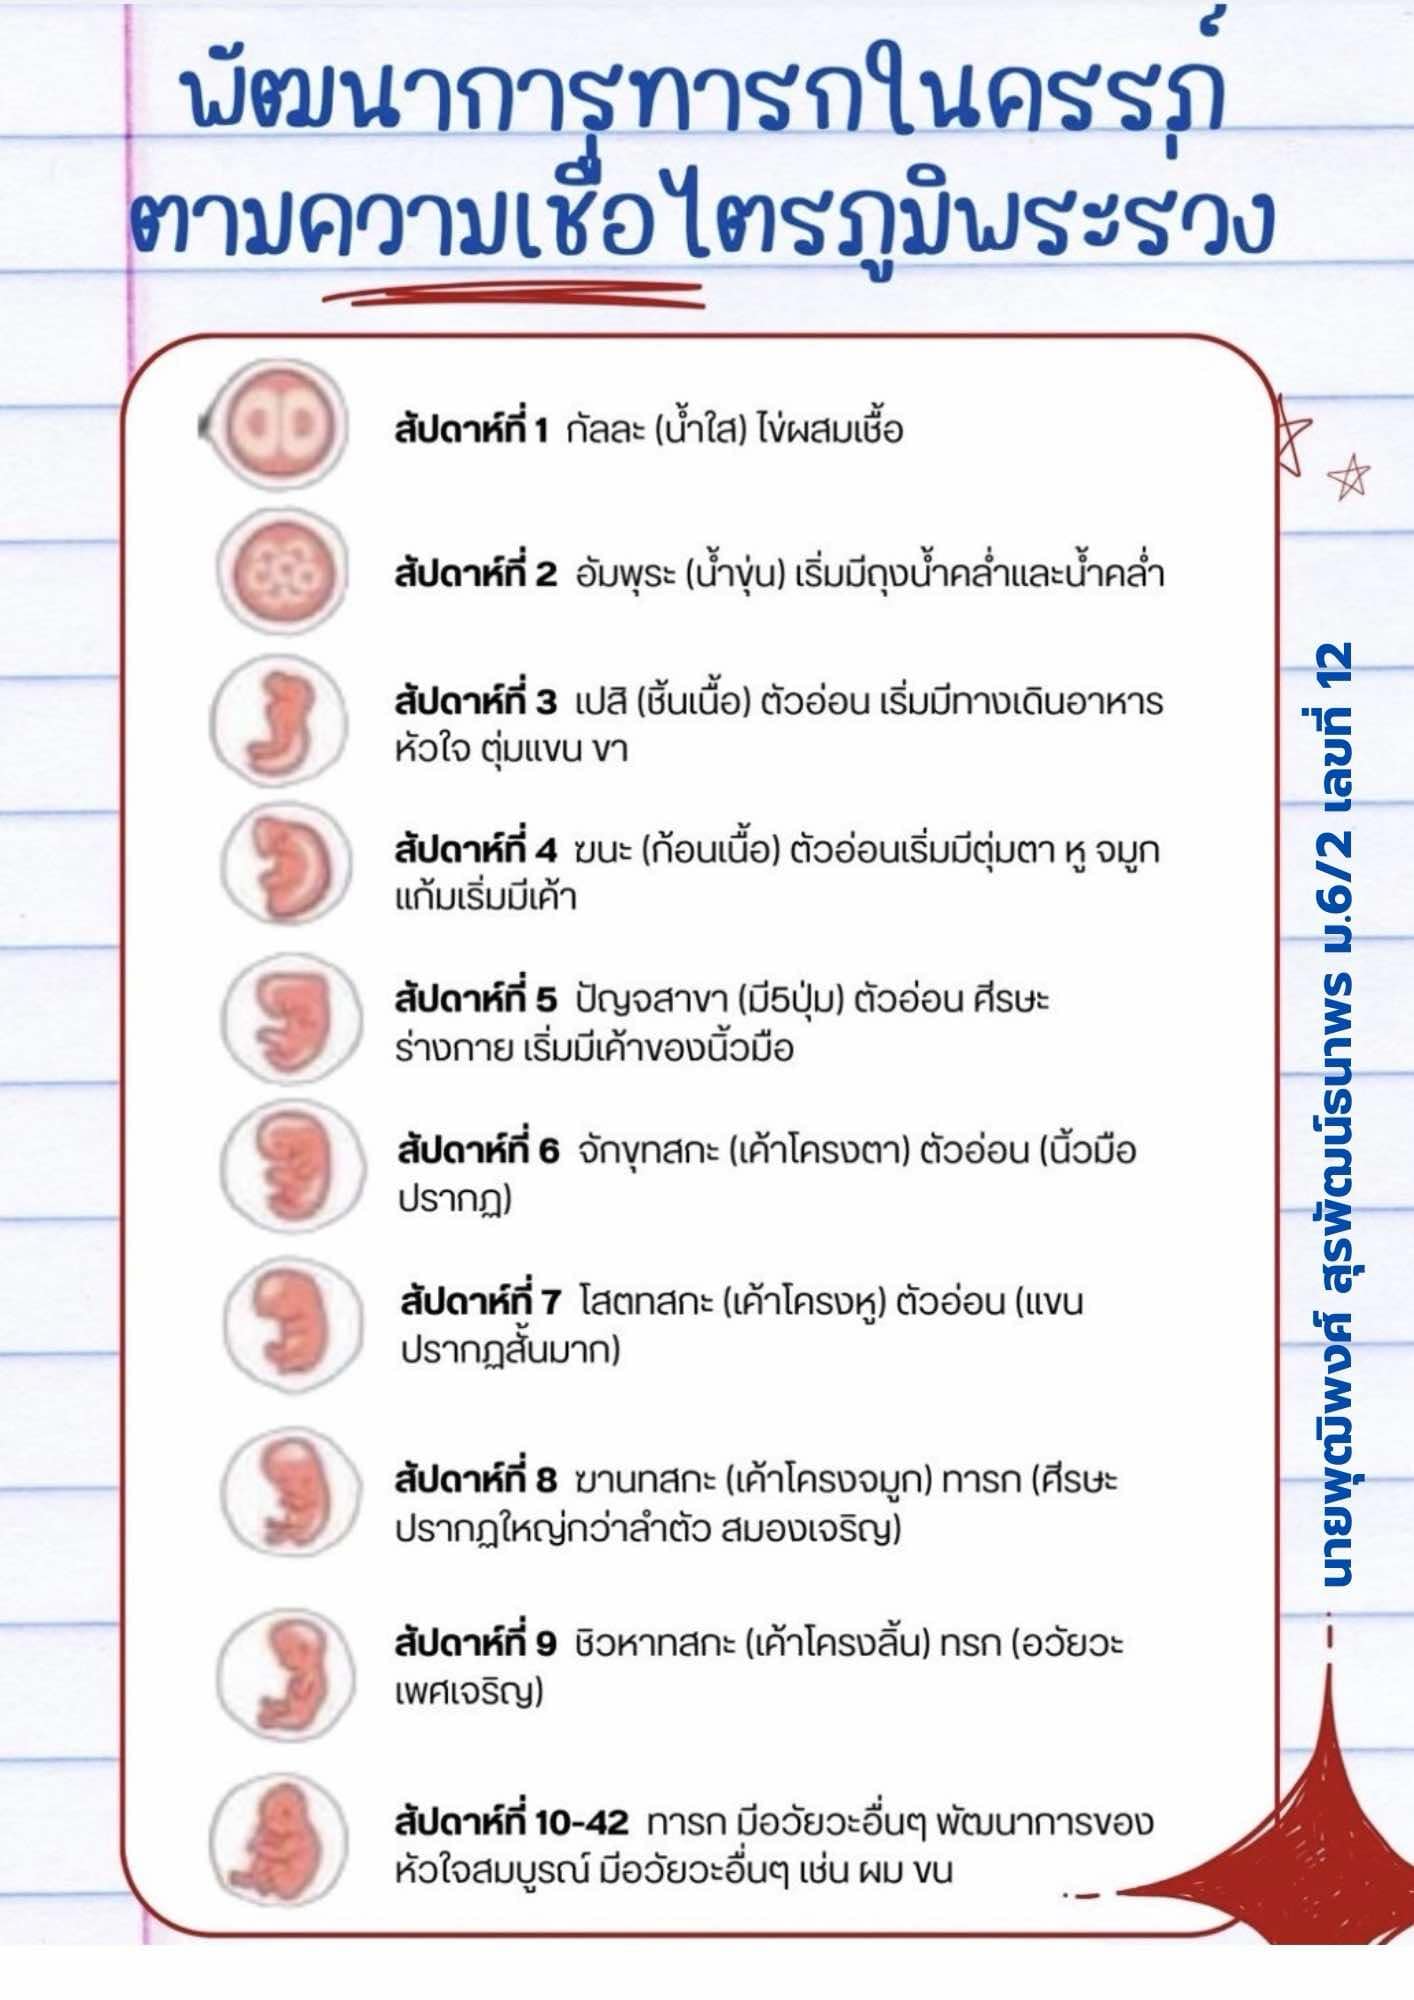 พัฒนาการทารกในครรภ์
ตามความเชื่อไตรภูมิพระร่วง
สัปดาห์ที่ 1 กัลละ (น้ำใส) ไข่ผสมเชื้อ
สัปดาห์ที่ 2 อัมพุระ (น้ำขุ่น) เริ่มมีถุงน้ำคล่ำและน้ำคล่ำ
สัปดาห์ที่ 3 เปสิ (ชิ้นเนื้อ) ตัวอ่อน เริ่มมีทางเดินอาหาร
หัวใจ ตุ่มแขน ขา
สัปดาห์ที่ 4 ฆนะ (ก้อนเนื้อ) ตัวอ่อนเริ่มมีตุ่มตา หู จมูก
แก้มเริ่มมีเค้า
สัปดาห์ที่ 5 ปัญจสาขา (มี5ปุ่ม) ตัวอ่อน ศีรษะ
ร่างกาย เริ่มมีเค้าของนิ้วมือ
สัปดาห์ที่ 6 จักขุทสกะ (เค้าโครงตา) ตัวอ่อน (นิ้วมือ
ปรากฏ)
สัปดาห์ที่ 7 โสตทสกะ (เค้าโครงหู) ตัวอ่อน (แขน
ปรากฏสั้นมาก)
สัปดาห์ที่ 8 ฆานทสกะ (เค้าโครงจมูก) ทารก (ศีรษะ
ปรากฏใหญ่กว่าลำตัว สมองเจริญ)
สัปดาห์ที่ 9 ชิวหาทสกะ (เค้าโครงลิ้น) ทรก (อวัยวะ
เพศเจริญ)
สัปดาห์ที่ 10-42 ทารก มีอวัยวะอื่นๆ พัฒนาการของ
หัวใจสมบูรณ์ มีอวัยวะอื่นๆ เช่น ผม ขน
นายพุฒิพงศ์ สุรพัฒน์ธนาพร ม.6/2 เลขที่ 12